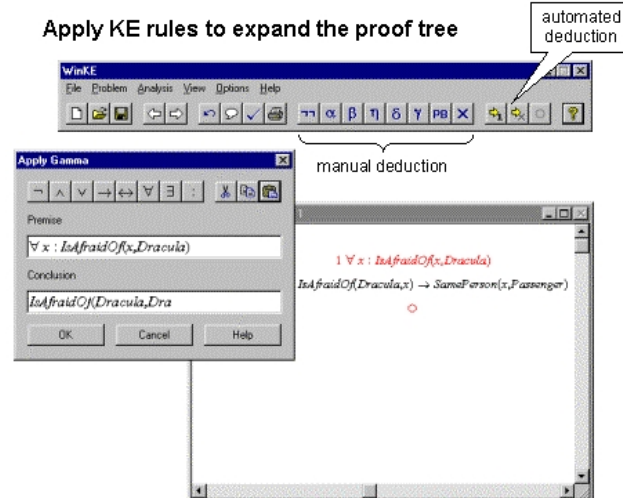 Apply KE rules to expand the proof tree
automated
deduction
WinKE
File Problem Analysis View Options Help
¬¬ α β η δ γ PB
manual deduction
Apply Gamma
¬ ∧ ∨ → ↔ ∀ ∃ :
Premise
∀ x : IsAfraidOf(x,Dracula)
Conclusion
IsAfraidOf(Dracula,Dra
OK Cancel Help
1
1 ∀ x : IsAfraidOf(x,Dracula)
IsAfraidOf(Dracula,x) → SamePerson(x,Passenger)